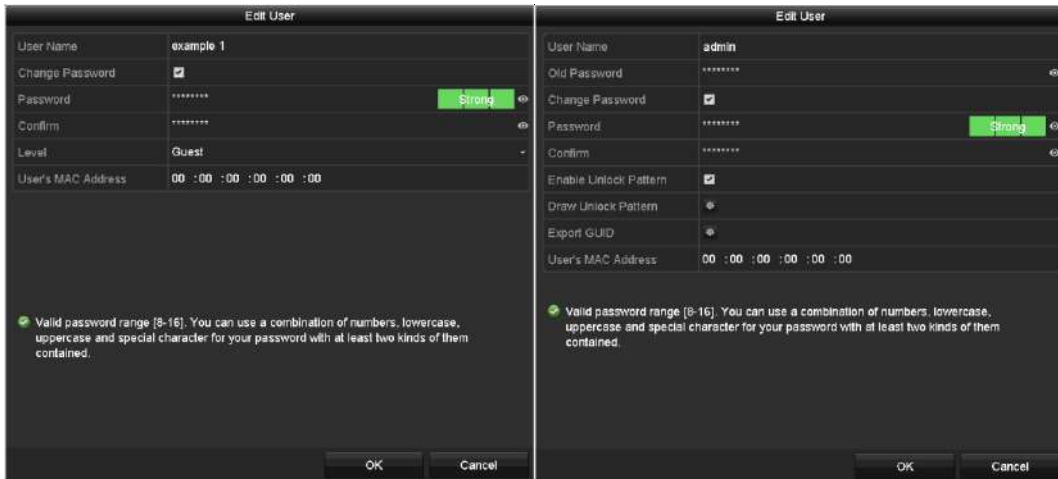 Edit User
User Name example 1
Change Password
Password ******** Strong
Confirm ********
Level Guest
User's MAC Address 00 :00 :00 :00 :00 :00
Valid password range [8-16]. You can use a combination of numbers, lowercase,
uppercase and special character for your password with at least two kinds of them
contained.
OK Cancel
Edit User
User Name admin
Old Password ********
Change Password
Password ******** Strong
Confirm ********
Enable Unlock Pattern
Draw Unlock Pattern
Export GUID
User's MAC Address 00 :00 :00 :00 :00 :00
Valid password range [8-16]. You can use a combination of numbers, lowercase,
uppercase and special character for your password with at least two kinds of them
contained.
OK Cancel